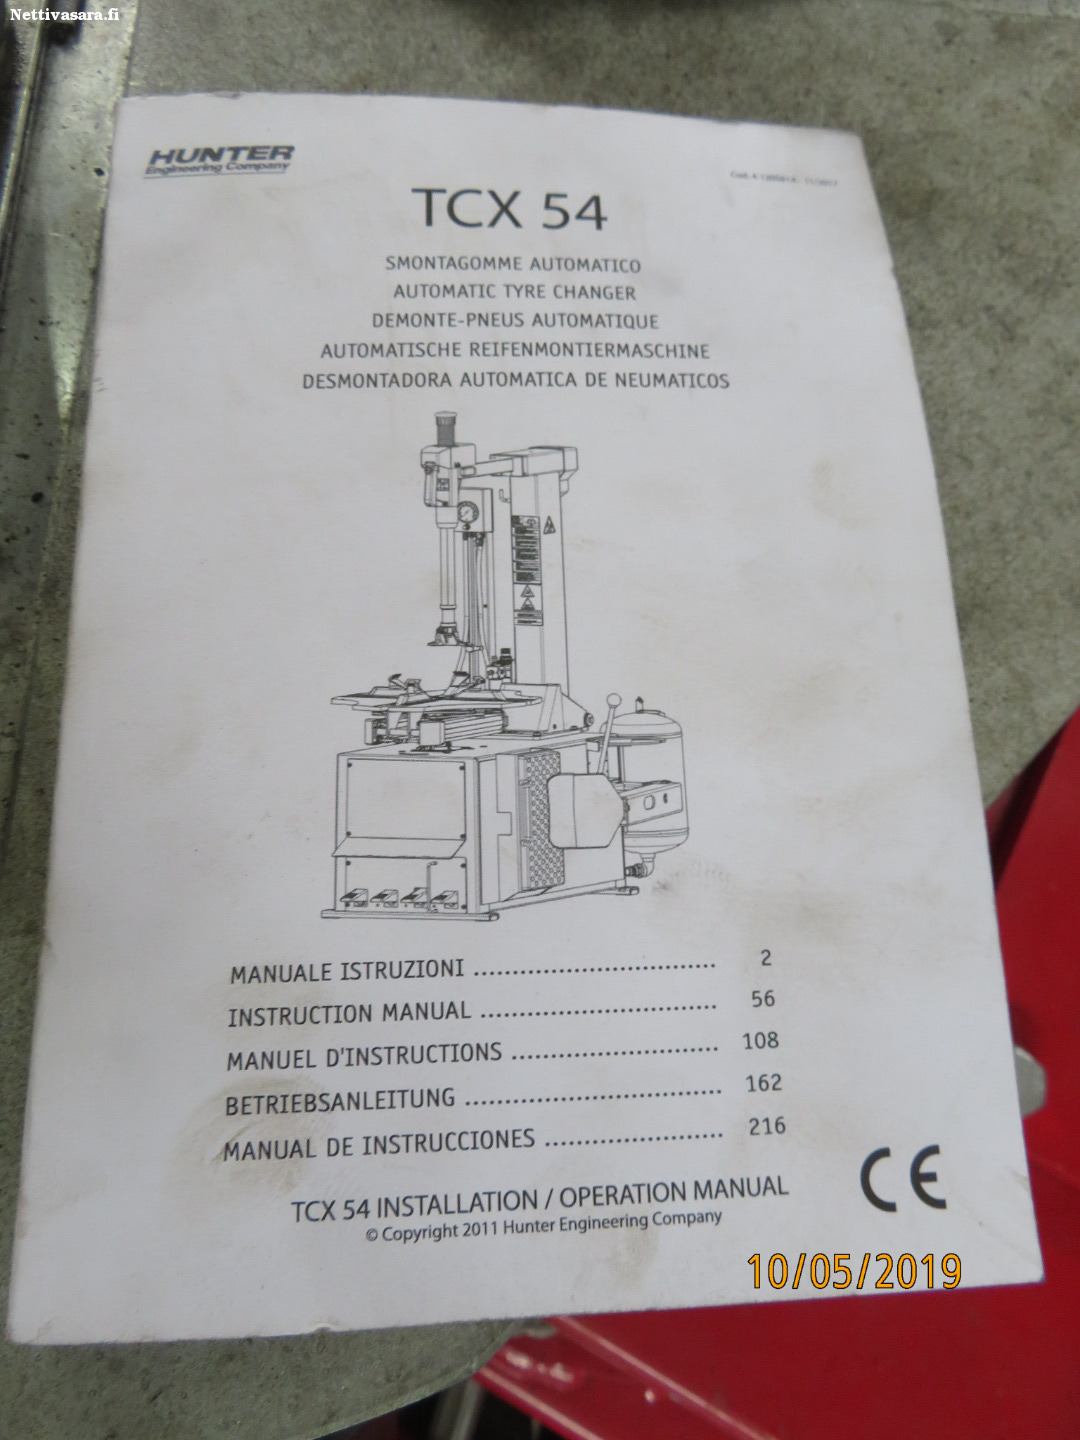 Nettivasara.fi
HUNTER
Engineering Company
TCX 54
SMONTAGOMME AUTOMATICO
AUTOMATIC TYRE CHANGER
DEMONTE-PNEUS AUTOMATIQUE
AUTOMATISCHE REIFENMONTIERMASCHINE
DESMONTADORA AUTOMATICA DE NEUMATICOS
MANUALE ISTRUZIONI ................................ 2
INSTRUCTION MANUAL ............................... 56
MANUEL D'INSTRUCTIONS ........................... 108
BETRIEBSANLEITUNG ................................. 162
MANUAL DE INSTRUCCIONES ....................... 216
TCX 54 INSTALLATION / OPERATION MANUAL
© Copyright 2011 Hunter Engineering Company
CE
10/05/2019